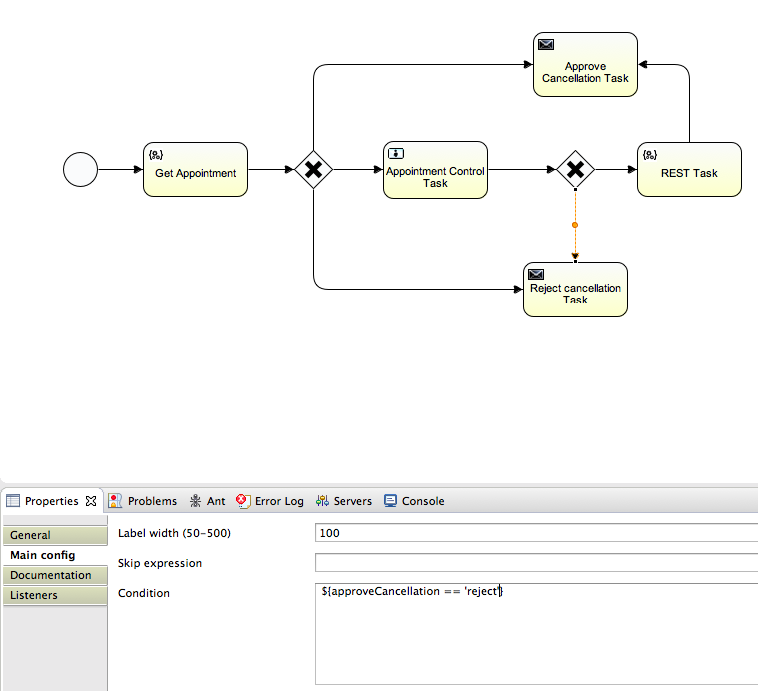 Approve
Cancellation Task
Get Appointment
Appointment Control
Task
REST Task
Reject cancellation
Task
Properties
Problems
Ant
Error Log
Servers
Console
General
Main config
Documentation
Listeners
Label width (50-500)
100
Skip expression
Condition
${approveCancellation == 'reject'}